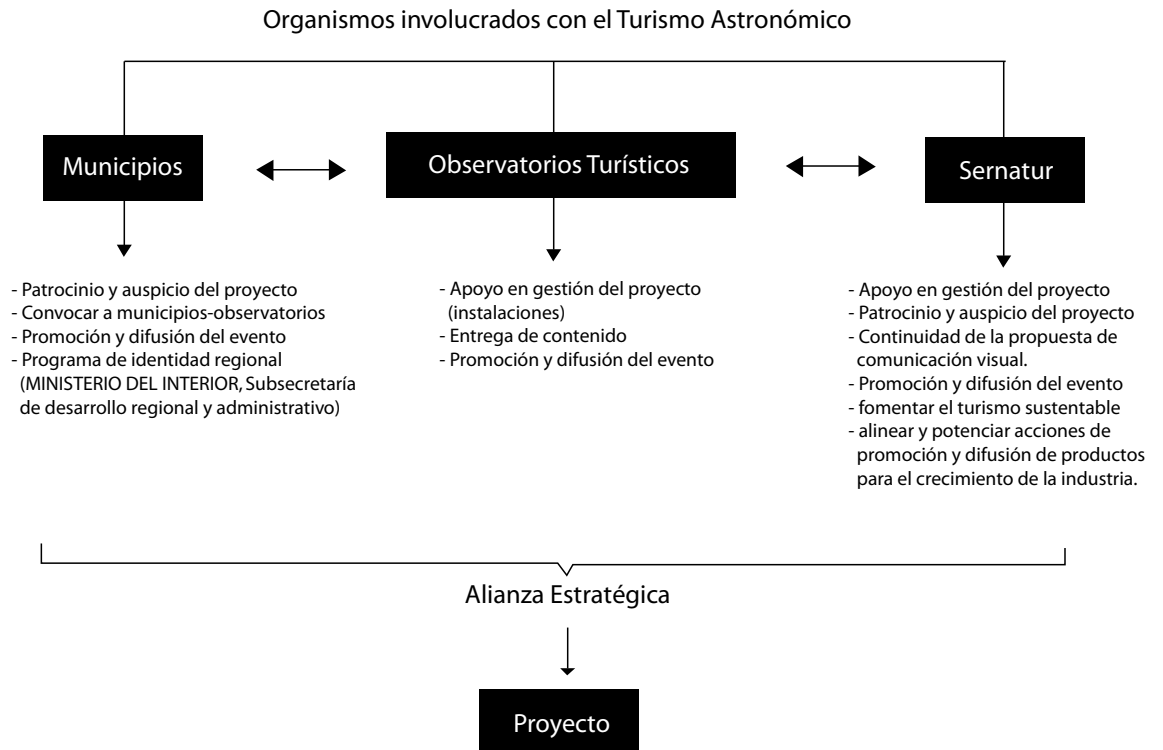 Organismos involucrados con el Turismo Astronómico
Municipios
Observatorios Turísticos
Sernatur
- Patrocinio y auspicio del proyecto
- Convocar a municipios-observatorios
- Promoción y difusión del evento
- Programa de identidad regional
(MINISTERIO DEL INTERIOR, Subsecretaría
de desarrollo regional y administrativo)
- Apoyo en gestión del proyecto
(instalaciones)
- Entrega de contenido
- Promoción y difusión del evento
- Apoyo en gestión del proyecto
- Patrocinio y auspicio del proyecto
- Continuidad de la propuesta de
comunicación visual.
- Promoción y difusión del evento
- fomentar el turismo sustentable
- alinear y potenciar acciones de
promoción y difusión de productos
para el crecimiento de la industria.
Alianza Estratégica
Proyecto